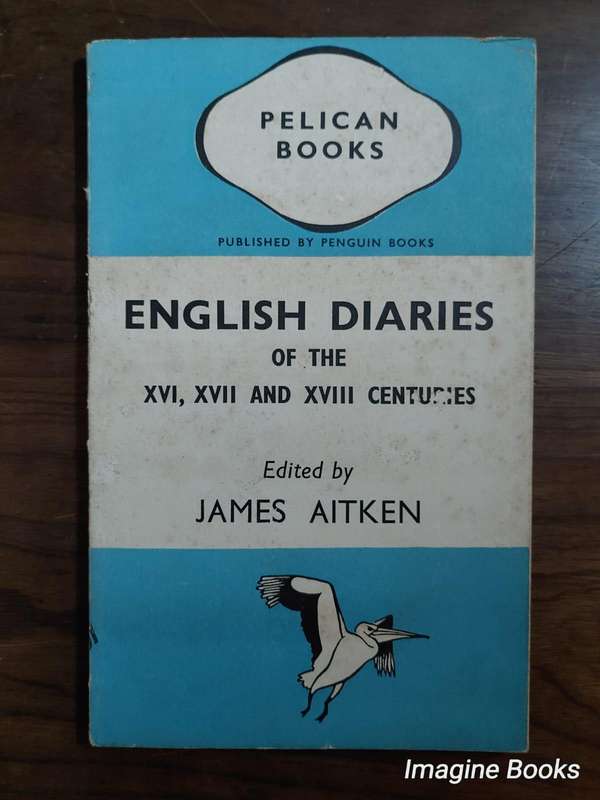 PELICAN
BOOKS
PUBLISHED BY PENGUIN BOOKS
ENGLISH DIARIES
OF THE
XVI, XVII AND XVIII CENTURIES
Edited by
JAMES AITKEN
Imagine Books